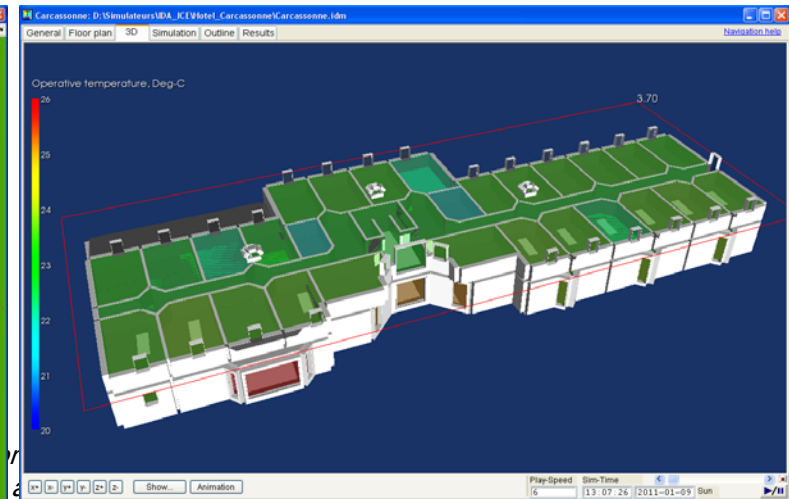 Carcassonne: D:\Simulateurs\IDA_ICE\Hotel_Carcassonne\Carcassonne.idm
General Floor plan 3D Simulation Outline Results Navigation help
Operative temperature, Deg-C
26
3.70
25
24
23
22
21
20
x+ x- y+ y- z+ z- Show... Animation
Play-Speed Sim-Time
6 13:07:26 2011-01-09 Sun